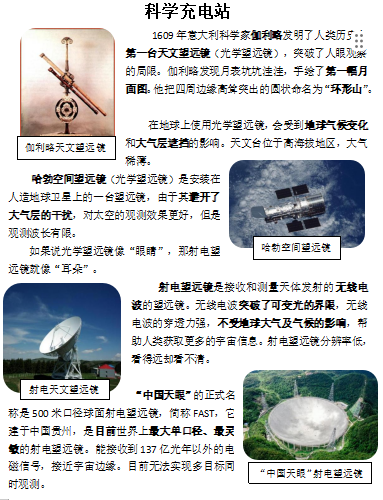 科学充电站
1609年意大利科学家伽利略发明了人类历
第一台天文望远镜（光学望远镜），突破了人眼观察
的局限。伽利略发现月表坑坑洼洼，手绘了第一幅月
面图。他把四周边缘高耸突出的圆状命名为“环形山”。
伽利略天文望远镜
在地球上使用光学望远镜，会受到地球气候变化
和大气层遮挡的影响。天文台位于高海拔地区，大气
稀薄。
哈勃空间望远镜（光学望远镜）是安装在
人造地球卫星上的一台望远镜，由于其避开了
大气层的干扰，对太空的观测效果更好，但是
观测波长有限。
哈勃空间望远镜
如果说光学望远镜像“眼睛”，那射电望
远镜就像“耳朵”。
射电望远镜是接收和测量天体发射的无线电
波的望远镜。无线电波突破了可变光的界限，无线
电波的穿透力强，不受地球大气及气候的影响，帮
助人类获取更多的宇宙信息。射电望远镜分辨率低，
看得远却看不清。
射电天文望远镜
“中国天眼”的正式名
称是500米口径球面射电望远镜，简称FAST，它
建于中国贵州，是目前世界上最大单口径、最灵
敏的射电望远镜。能接收到137亿光年以外的电
磁信号，接近宇宙边缘。目前无法实现多目标同
时观测。
“中国天眼”射电望远镜